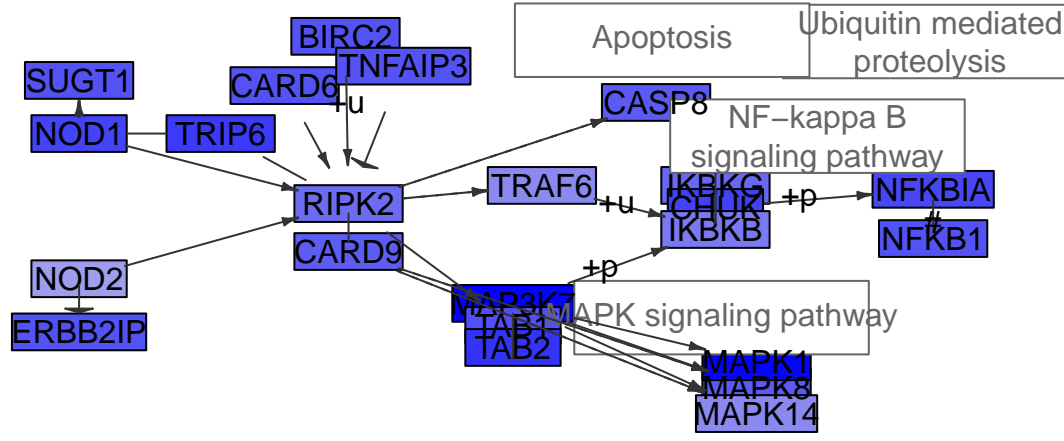 BIRC2
Apoptosis
Ubiquitin mediated
proteolysis
TNFAIP3
SUGT1
CARD6
+u
CASP8
NOD1
TRIP6
NF−kappa B
signaling pathway
RIPK2
TRAF6
+u
IKBKG
CHUK
IKBKB
+p
NFKBIA
#
NFKB1
CARD9
+p
NOD2
ERBB2IP
MAP3K7
TAB1
TAB2
MAPK signaling pathway
MAPK1
MAPK8
MAPK14